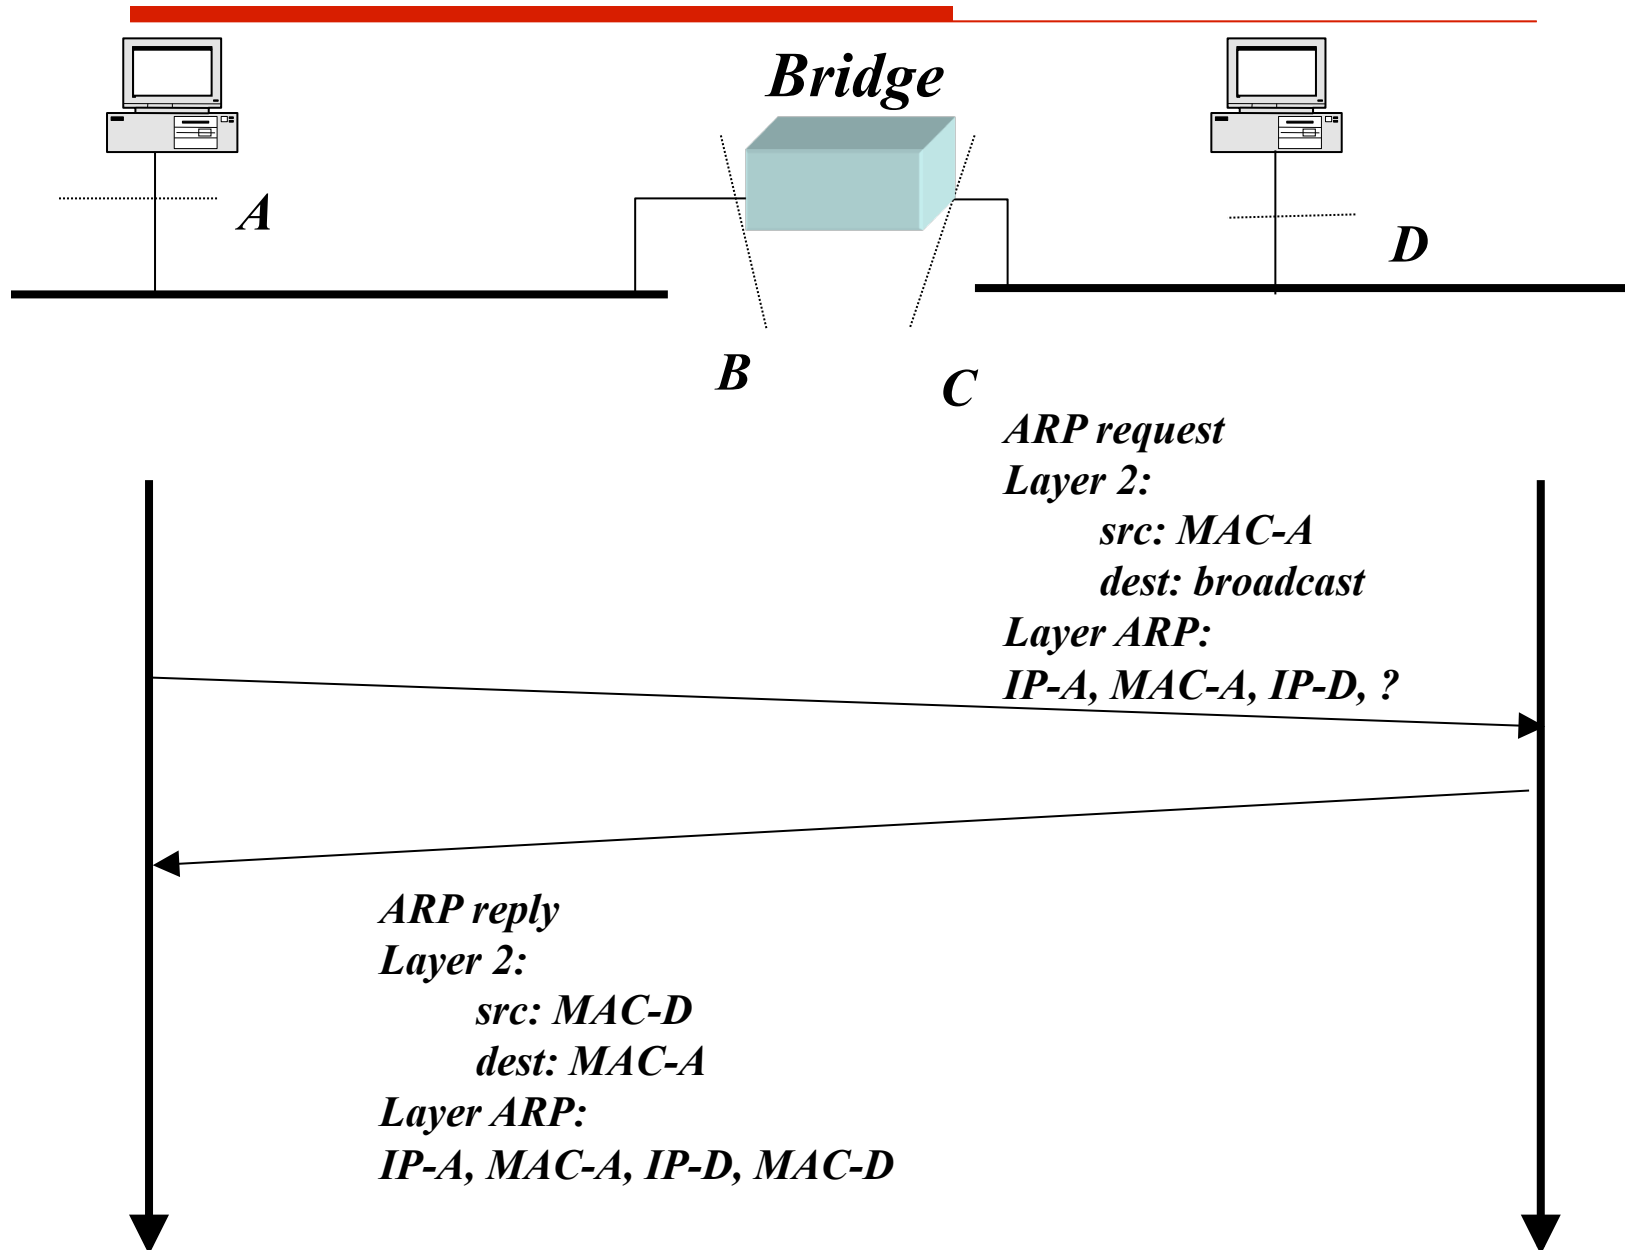 Bridge
A
D
B
C
ARP request
Layer 2:
src: MAC-A
dest: broadcast
Layer ARP:
IP-A, MAC-A, IP-D, ?
ARP reply
Layer 2:
src: MAC-D
dest: MAC-A
Layer ARP:
IP-A, MAC-A, IP-D, MAC-D